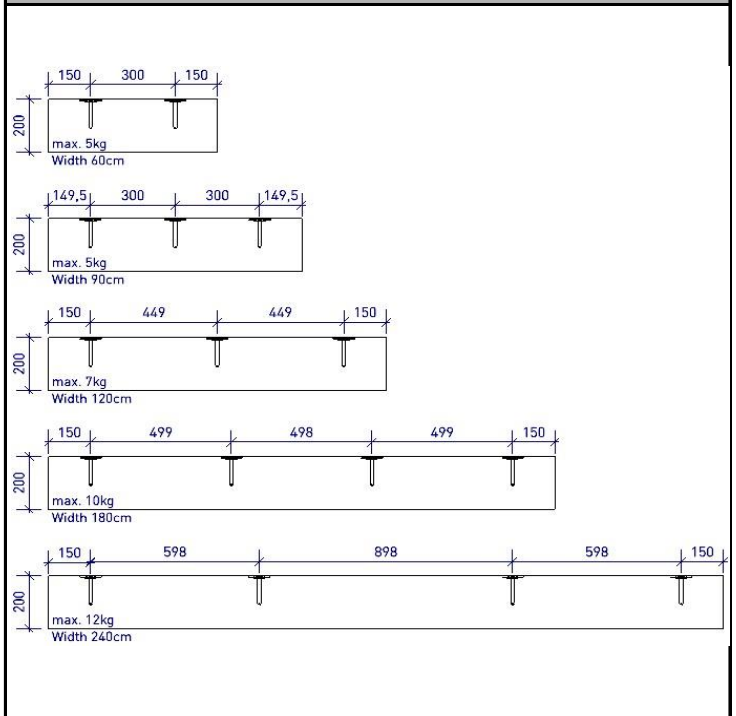 150 300 150
200
max. 5kg
Width 60cm
149,5 300 300 149,5
200
max. 5kg
Width 90cm
150 449 449 150
200
max. 7kg
Width 120cm
150 499 498 499 150
200
max. 10kg
Width 180cm
150 598 898 598 150
200
max. 12kg
Width 240cm